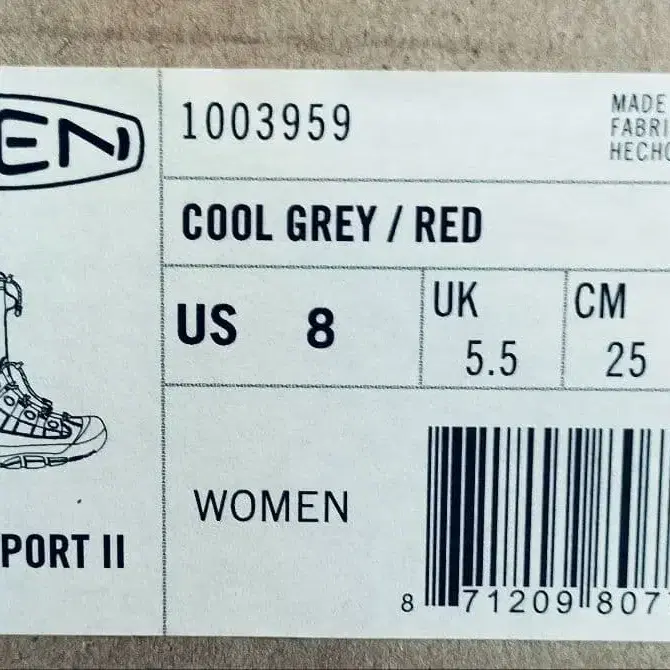 EN
1003959
MADE
FABRI
HECHO
COOL GREY / RED
US 8
UK 5.5
CM 25
WOMEN
PORT II
8 71209 807